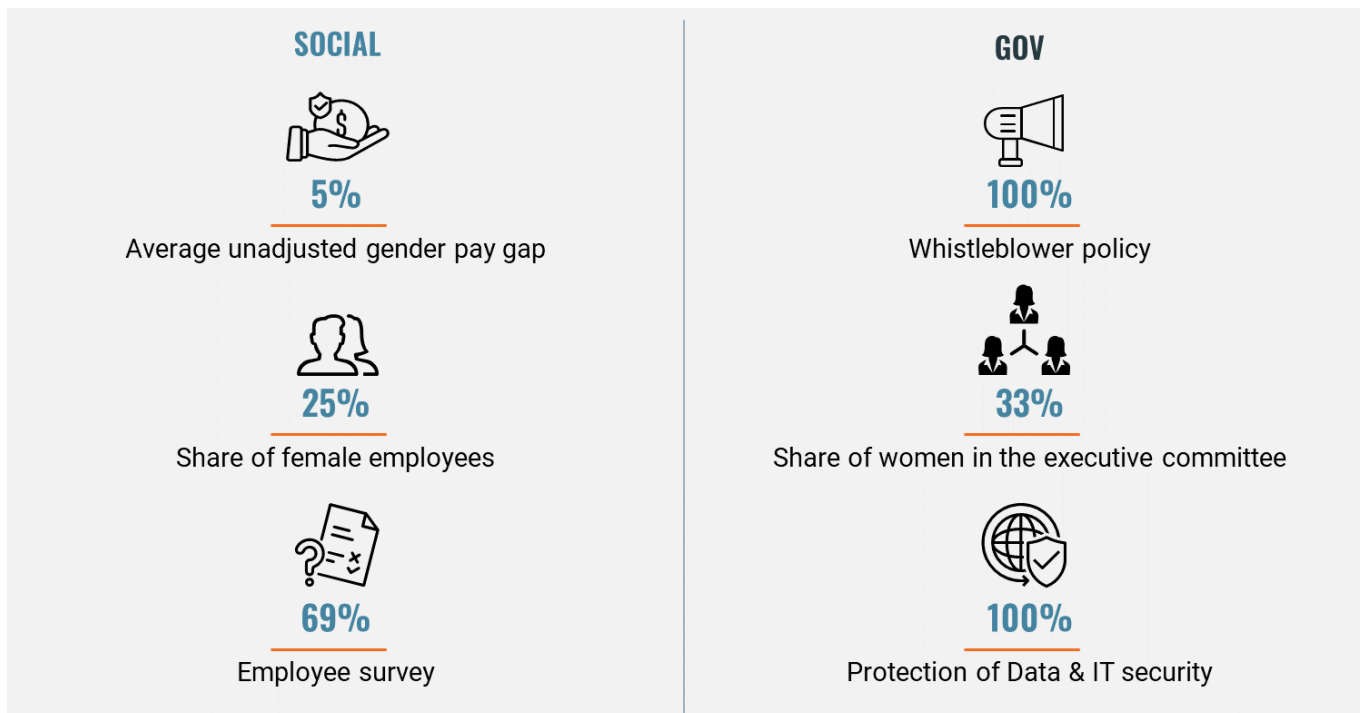 SOCIAL
5%
Average unadjusted gender pay gap
25%
Share of female employees
69%
Employee survey
GOV
100%
Whistleblower policy
33%
Share of women in the executive committee
100%
Protection of Data & IT security